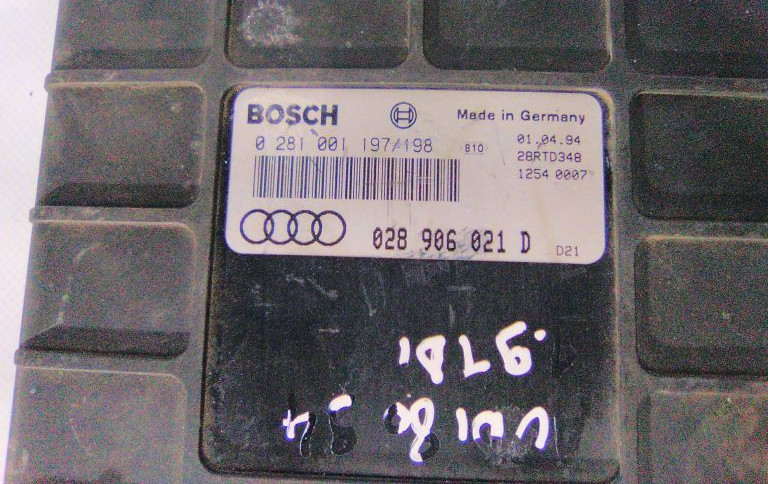 BOSCH Made in Germany
0 281 001 197/198 B10 01.04.94
28RTD348
1254 0007
028 906 021 D D21